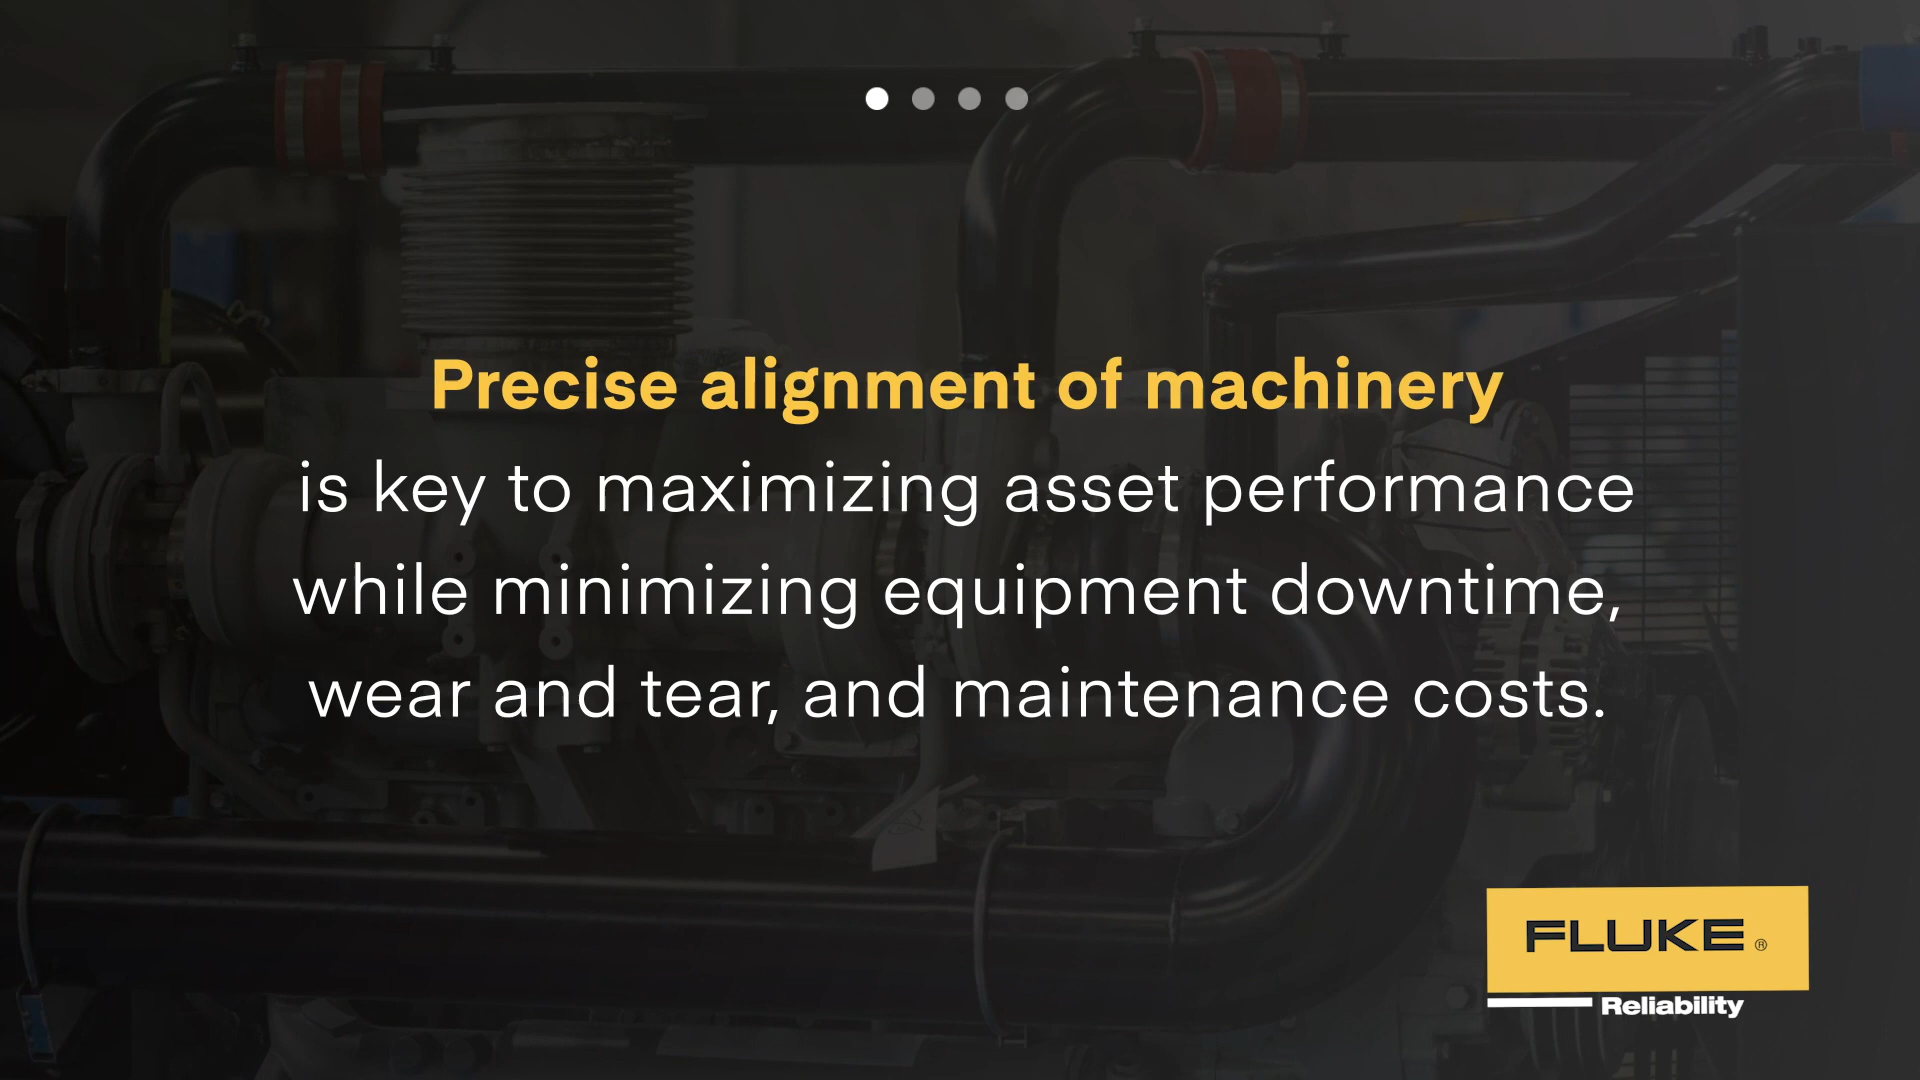 Precise alignment of machinery
is key to maximizing asset performance
while minimizing equipment downtime,
wear and tear, and maintenance costs.
FLUKE ®
Reliability